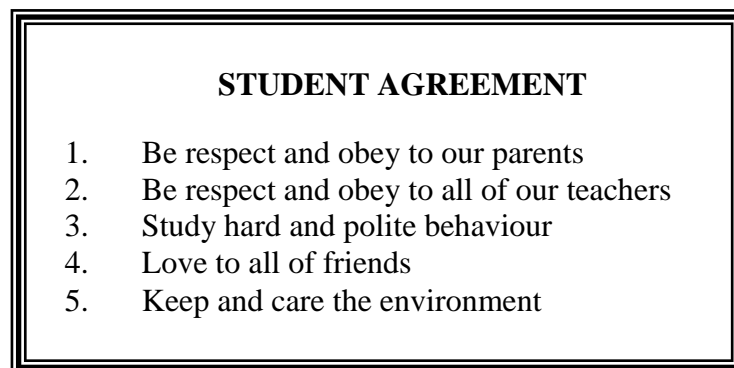 STUDENT AGREEMENT
1. Be respect and obey to our parents
2. Be respect and obey to all of our teachers
3. Study hard and polite behaviour
4. Love to all of friends
5. Keep and care the environment